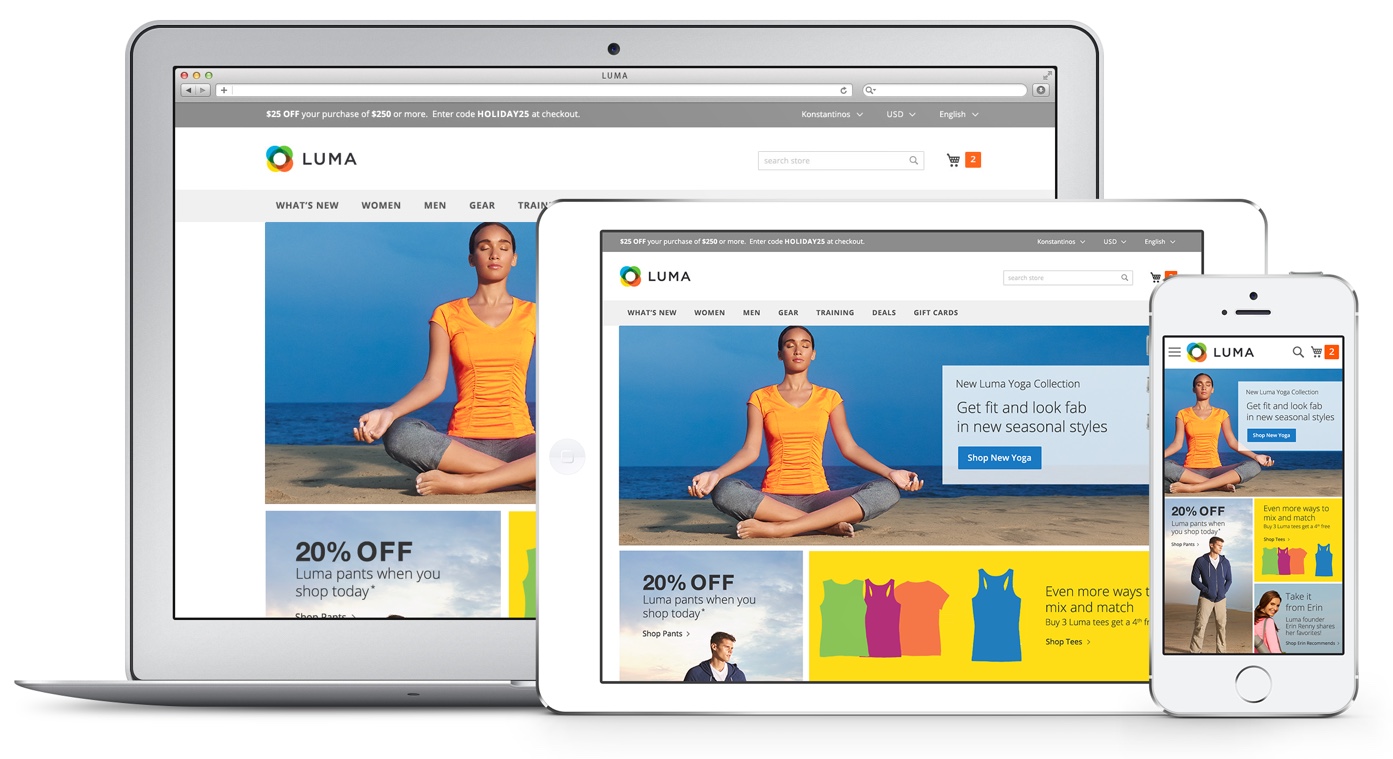 LUMA
$25 OFF your purchase of $250 or more. Enter code HOLIDAY25 at checkout.
Konstantinos
USD
English
LUMA
search store
2
WHAT'S NEW
WOMEN
MEN
GEAR
TRAIN
20% OFF
Luma pants when you
shop today*
Shop Pants >
$25 OFF your purchase of $250 or more. Enter code HOLIDAY25 at checkout.
Konstantinos
USD
English
LUMA
search store
WHAT'S NEW
WOMEN
MEN
GEAR
TRAINING
DEALS
GIFT CARDS
New Luma Yoga Collection
Get fit and look fab
in new seasonal styles
Shop New Yoga
20% OFF
Luma pants when you
shop today*
Shop Pants >
Even more ways t
mix and match
Buy 3 Luma tees get a 4th fr
Shop Tees >
LUMA
2
New Luma Yoga Collection
Get fit and look fab
in new seasonal styles
Shop New Yoga
20% OFF
Luma pants when
you shop today*
Shop Pants >
Even more ways to
mix and match
Buy 3 Luma tees get a 4th free
Shop Tees >
Take it
from Erin
Luma founder
Erin Renny shares
her favorites!
Shop Erin Recommends >